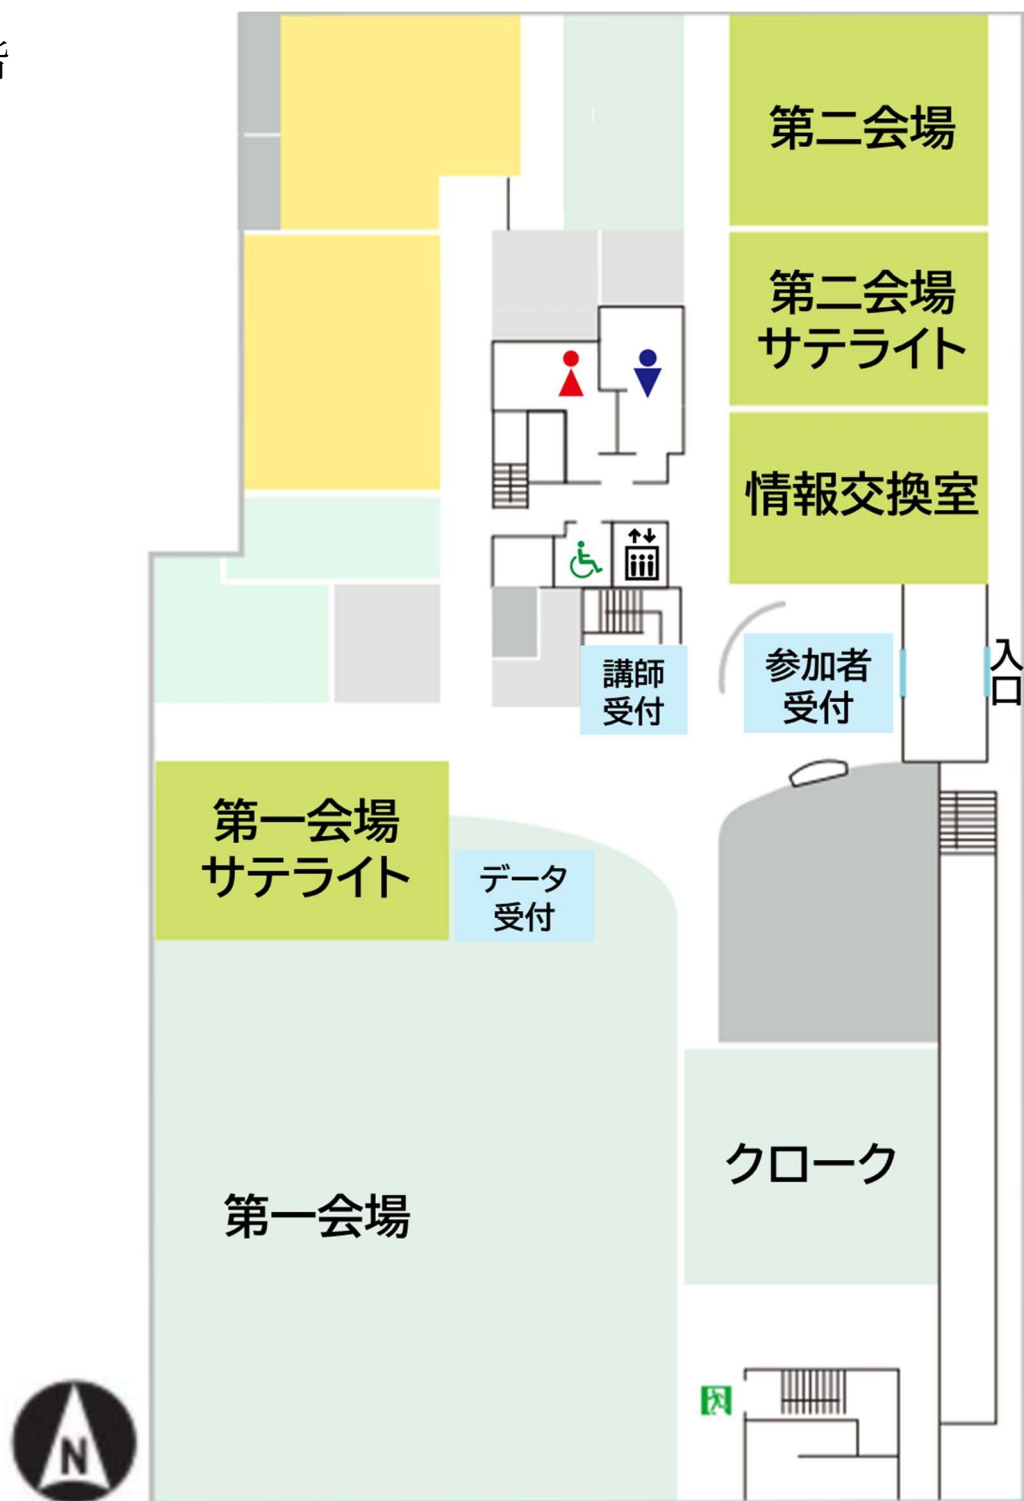 階
第二会場
第二会場
サテライト
情報交換室
講師
受付
参加者
受付
入口
第一会場
サテライト
データ
受付
クローク
第一会場
N